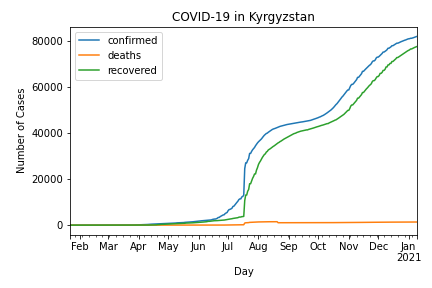 COVID-19 in Kyrgyzstan
confirmed
deaths
recovered
Number of Cases
80000
60000
40000
20000
0
Feb Mar Apr May Jun Jul Aug Sep Oct Nov Dec Jan
2021
Day